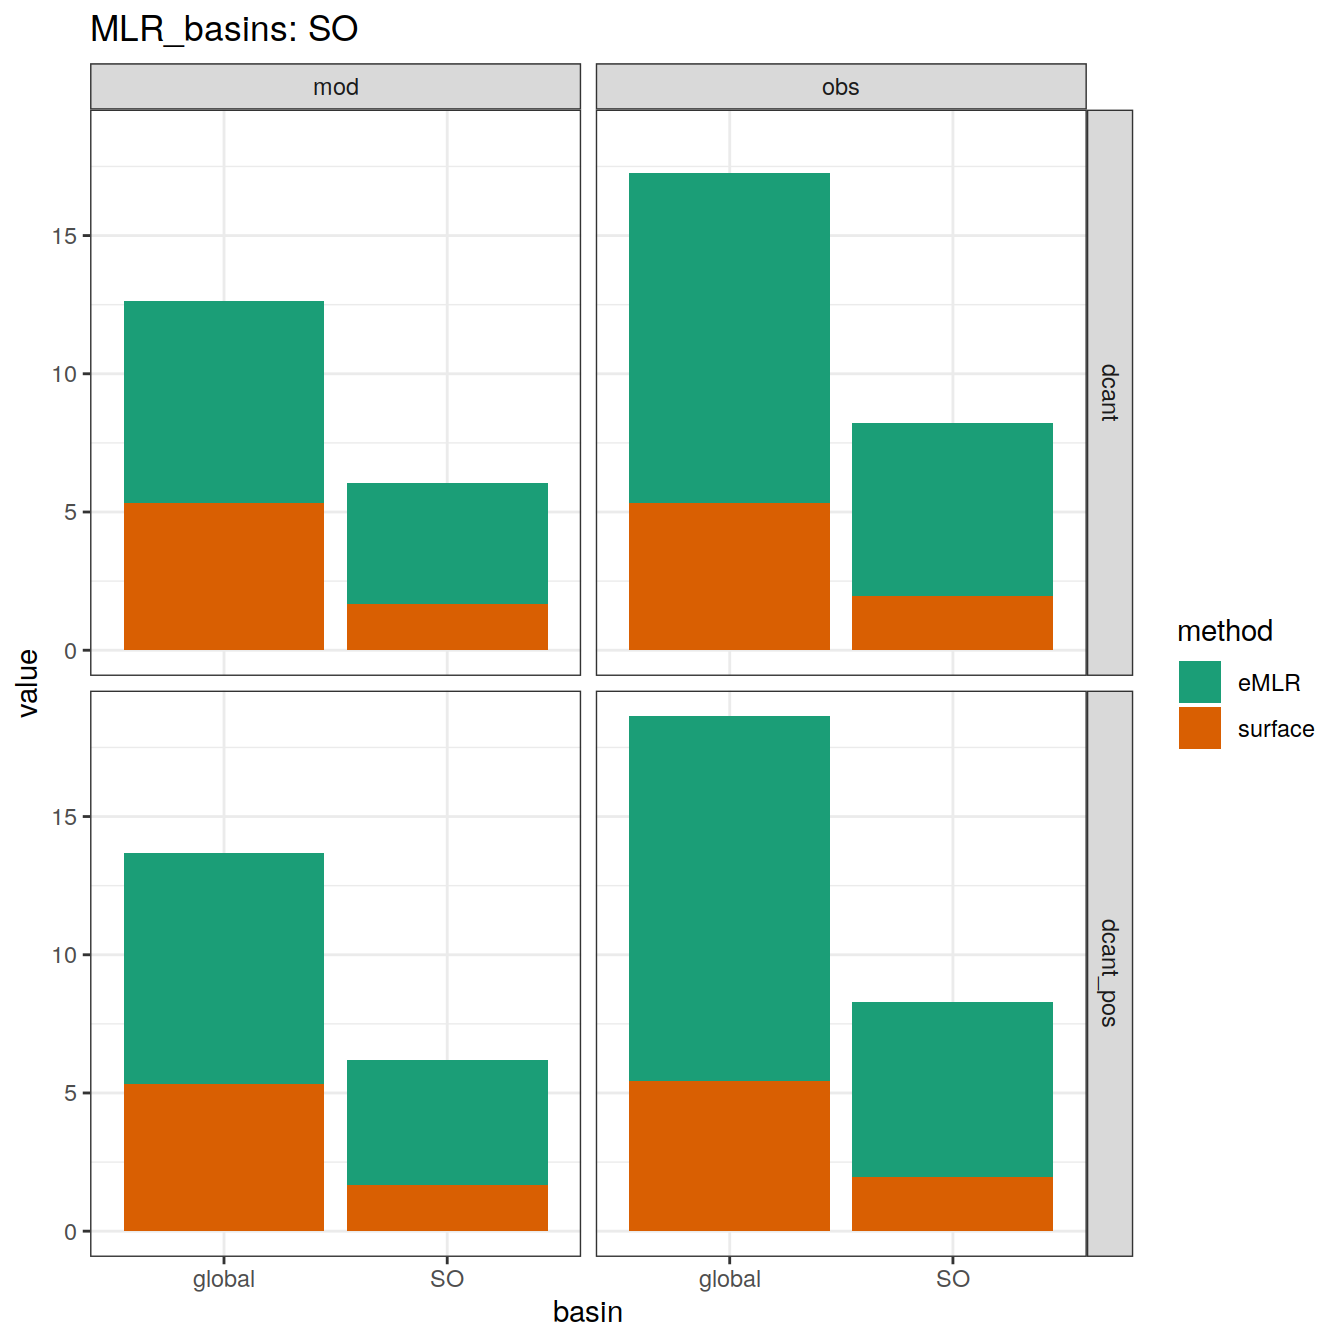 MLR_basins: SO
mod
obs
15
10
5
0
dcant
15
10
5
0
dcant_pos
value
global
SO
global
SO
basin
method
eMLR
surface